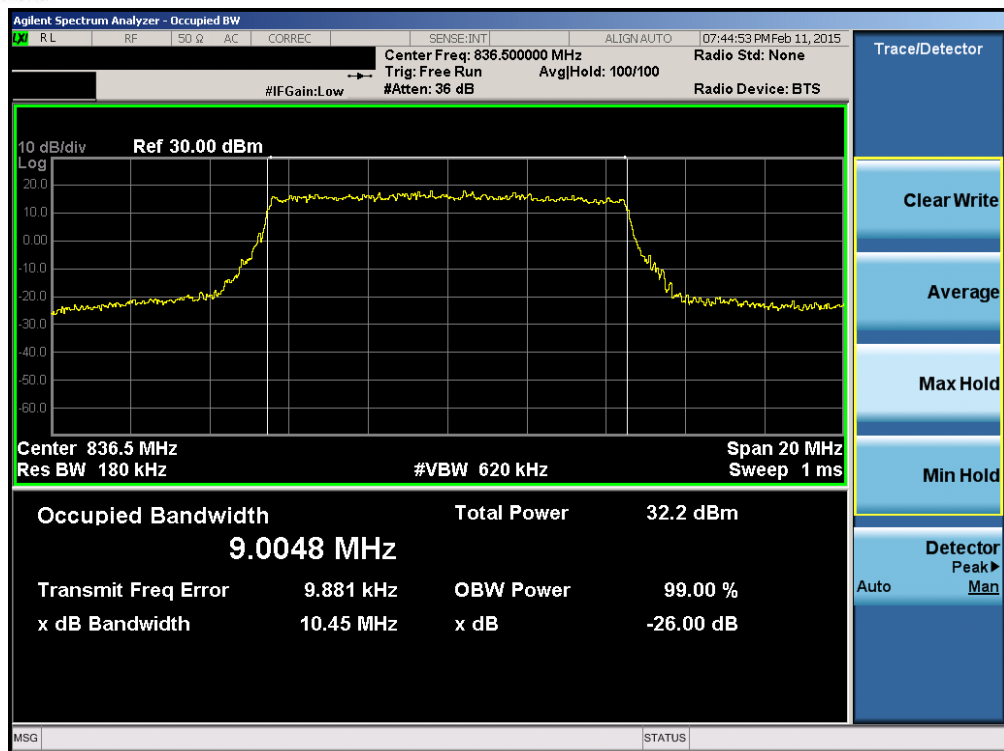 Agilent Spectrum Analyzer - Occupied BW
LXI RL RF 50 Ω AC CORREC SENSE:INT ALIGNAUTO 07:44:53 PMFeb 11, 2015
Center Freq: 836.500000 MHz Radio Std: None
Trig: Free Run Avg|Hold: 100/100
#IFGain:Low #Atten: 36 dB Radio Device: BTS
10 dB/div Ref 30.00 dBm
Log
20.0
10.0
0.00
-10.0
-20.0
-30.0
-40.0
-50.0
-60.0
Center 836.5 MHz Span 20 MHz
Res BW 180 kHz #VBW 620 kHz Sweep 1 ms
Occupied Bandwidth Total Power 32.2 dBm
9.0048 MHz
Transmit Freq Error 9.881 kHz OBW Power 99.00 %
x dB Bandwidth 10.45 MHz x dB -26.00 dB
MSG STATUS
Trace/Detector
Clear Write
Average
Max Hold
Min Hold
Detector
Peak▶
Auto Man